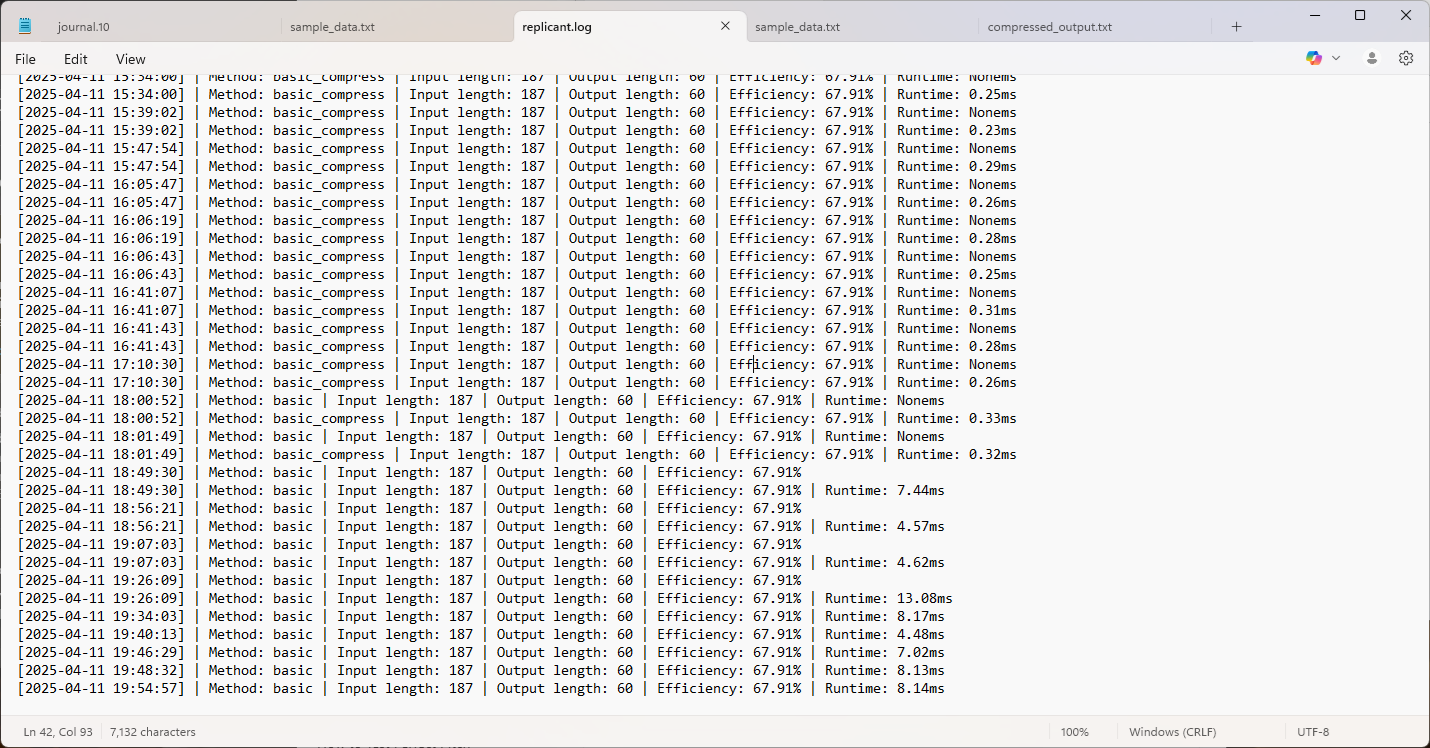 journal.10 sample_data.txt replicant.log sample_data.txt compressed_output.txt
File Edit View
[2025-04-11 15:34:00] | Method: basic_compress | Input length: 187 | Output length: 60 | Efficiency: 67.91% | Runtime: Nonems
[2025-04-11 15:34:00] | Method: basic_compress | Input length: 187 | Output length: 60 | Efficiency: 67.91% | Runtime: 0.25ms
[2025-04-11 15:39:02] | Method: basic_compress | Input length: 187 | Output length: 60 | Efficiency: 67.91% | Runtime: Nonems
[2025-04-11 15:39:02] | Method: basic_compress | Input length: 187 | Output length: 60 | Efficiency: 67.91% | Runtime: 0.23ms
[2025-04-11 15:47:54] | Method: basic_compress | Input length: 187 | Output length: 60 | Efficiency: 67.91% | Runtime: Nonems
[2025-04-11 15:47:54] | Method: basic_compress | Input length: 187 | Output length: 60 | Efficiency: 67.91% | Runtime: 0.29ms
[2025-04-11 16:05:47] | Method: basic_compress | Input length: 187 | Output length: 60 | Efficiency: 67.91% | Runtime: Nonems
[2025-04-11 16:05:47] | Method: basic_compress | Input length: 187 | Output length: 60 | Efficiency: 67.91% | Runtime: 0.26ms
[2025-04-11 16:06:19] | Method: basic_compress | Input length: 187 | Output length: 60 | Efficiency: 67.91% | Runtime: Nonems
[2025-04-11 16:06:19] | Method: basic_compress | Input length: 187 | Output length: 60 | Efficiency: 67.91% | Runtime: 0.28ms
[2025-04-11 16:06:43] | Method: basic_compress | Input length: 187 | Output length: 60 | Efficiency: 67.91% | Runtime: Nonems
[2025-04-11 16:06:43] | Method: basic_compress | Input length: 187 | Output length: 60 | Efficiency: 67.91% | Runtime: 0.25ms
[2025-04-11 16:41:07] | Method: basic_compress | Input length: 187 | Output length: 60 | Efficiency: 67.91% | Runtime: Nonems
[2025-04-11 16:41:07] | Method: basic_compress | Input length: 187 | Output length: 60 | Efficiency: 67.91% | Runtime: 0.31ms
[2025-04-11 16:41:43] | Method: basic_compress | Input length: 187 | Output length: 60 | Efficiency: 67.91% | Runtime: Nonems
[2025-04-11 16:41:43] | Method: basic_compress | Input length: 187 | Output length: 60 | Efficiency: 67.91% | Runtime: 0.28ms
[2025-04-11 17:10:30] | Method: basic_compress | Input length: 187 | Output length: 60 | Efficiency: 67.91% | Runtime: Nonems
[2025-04-11 17:10:30] | Method: basic_compress | Input length: 187 | Output length: 60 | Efficiency: 67.91% | Runtime: 0.26ms
[2025-04-11 18:00:52] | Method: basic | Input length: 187 | Output length: 60 | Efficiency: 67.91% | Runtime: Nonems
[2025-04-11 18:00:52] | Method: basic_compress | Input length: 187 | Output length: 60 | Efficiency: 67.91% | Runtime: 0.33ms
[2025-04-11 18:01:49] | Method: basic | Input length: 187 | Output length: 60 | Efficiency: 67.91% | Runtime: Nonems
[2025-04-11 18:01:49] | Method: basic_compress | Input length: 187 | Output length: 60 | Efficiency: 67.91% | Runtime: 0.32ms
[2025-04-11 18:49:30] | Method: basic | Input length: 187 | Output length: 60 | Efficiency: 67.91%
[2025-04-11 18:49:30] | Method: basic | Input length: 187 | Output length: 60 | Efficiency: 67.91% | Runtime: 7.44ms
[2025-04-11 18:56:21] | Method: basic | Input length: 187 | Output length: 60 | Efficiency: 67.91%
[2025-04-11 18:56:21] | Method: basic | Input length: 187 | Output length: 60 | Efficiency: 67.91% | Runtime: 4.57ms
[2025-04-11 19:07:03] | Method: basic | Input length: 187 | Output length: 60 | Efficiency: 67.91%
[2025-04-11 19:07:03] | Method: basic | Input length: 187 | Output length: 60 | Efficiency: 67.91% | Runtime: 4.62ms
[2025-04-11 19:26:09] | Method: basic | Input length: 187 | Output length: 60 | Efficiency: 67.91%
[2025-04-11 19:26:09] | Method: basic | Input length: 187 | Output length: 60 | Efficiency: 67.91% | Runtime: 13.08ms
[2025-04-11 19:34:03] | Method: basic | Input length: 187 | Output length: 60 | Efficiency: 67.91% | Runtime: 8.17ms
[2025-04-11 19:40:13] | Method: basic | Input length: 187 | Output length: 60 | Efficiency: 67.91% | Runtime: 4.48ms
[2025-04-11 19:46:29] | Method: basic | Input length: 187 | Output length: 60 | Efficiency: 67.91% | Runtime: 7.02ms
[2025-04-11 19:48:32] | Method: basic | Input length: 187 | Output length: 60 | Efficiency: 67.91% | Runtime: 8.13ms
[2025-04-11 19:54:57] | Method: basic | Input length: 187 | Output length: 60 | Efficiency: 67.91% | Runtime: 8.14ms
Ln 42, Col 93 7,132 characters 100% Windows (CRLF) UTF-8